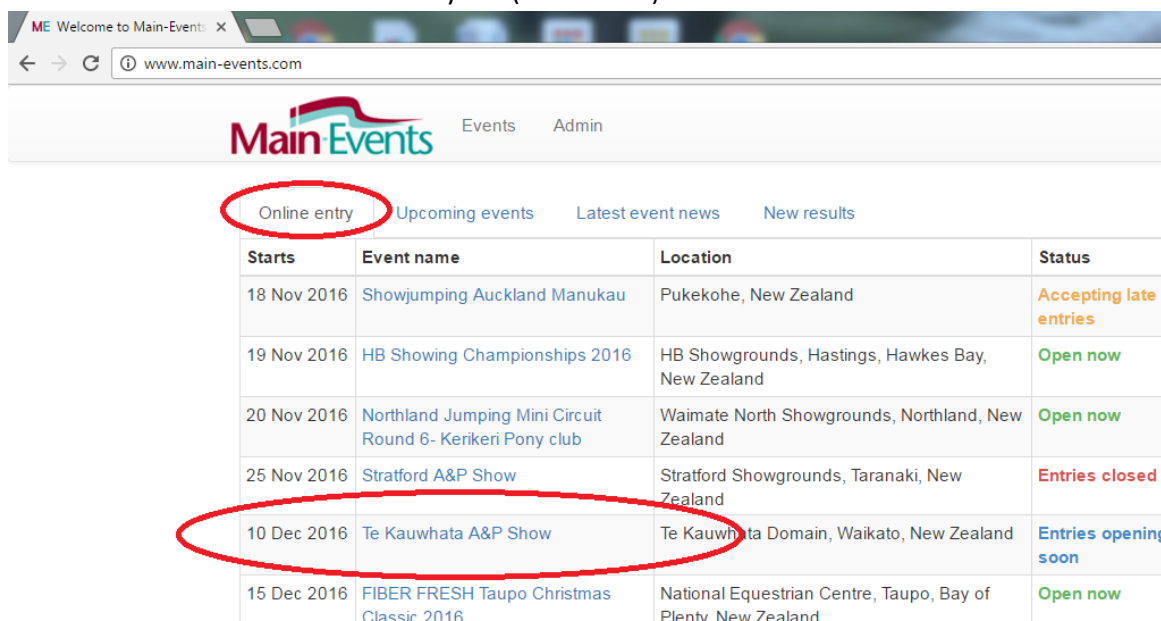 ME Welcome to Main-Events
www.main-events.com
Main-Events Events Admin
Online entry Upcoming events Latest event news New results
Starts Event name Location Status
18 Nov 2016 Showjumping Auckland Manukau Pukekohe, New Zealand Accepting late
entries
19 Nov 2016 HB Showing Championships 2016 HB Showgrounds, Hastings, Hawkes Bay, Open now
New Zealand
20 Nov 2016 Northland Jumping Mini Circuit Waimate North Showgrounds, Northland, New Open now
Round 6- Kerikeri Pony club Zealand
25 Nov 2016 Stratford A&P Show Stratford Showgrounds, Taranaki, New Entries closed
Zealand
10 Dec 2016 Te Kauwhata A&P Show Te Kauwhata Domain, Waikato, New Zealand Entries opening
soon
15 Dec 2016 FIBER FRESH Taupo Christmas National Equestrian Centre, Taupo, Bay of Open now
Classic 2016 Plenty, New Zealand